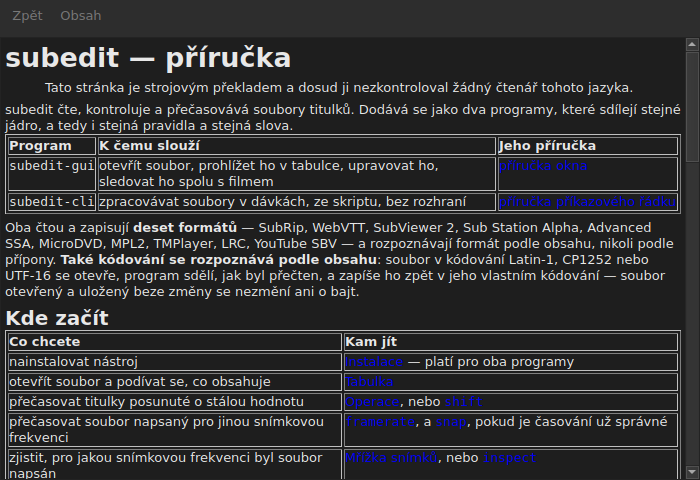 Zpět Obsah
subedit — příručka
Tato stránka je strojovým překladem a dosud ji nezkontroloval žádný čtenář tohoto jazyka.
subedit čte, kontroluje a přečasovává soubory titulků. Dodává se jako dva programy, které sdílejí stejné
jádro, a tedy i stejná pravidla a stejná slova.
Program K čemu slouží Jeho příručka
subedit-gui otevřít soubor, prohlížet ho v tabulce, upravovat ho, příručka okna
sledovat ho spolu s filmem
subedit-cli zpracovávat soubory v dávkách, ze skriptu, bez rozhraní příručka příkazového řádku
Oba čtou a zapisují deset formátů — SubRip, WebVTT, SubViewer 2, Sub Station Alpha, Advanced
SSA, MicroDVD, MPL2, TMPlayer, LRC, YouTube SBV — a rozpoznávají formát podle obsahu, nikoli podle
přípony. Také kódování se rozpoznává podle obsahu: soubor v kódování Latin-1, CP1252 nebo
UTF-16 se otevře, program sdělí, jak byl přečten, a zapíše ho zpět v jeho vlastním kódování — soubor
otevřený a uložený beze změny se nezmění ani o bajt.
Kde začít
Co chcete Kam jít
nainstalovat nástroj Instalace — platí pro oba programy
otevřít soubor a podívat se, co obsahuje Tabulka
přečasovat titulky posunuté o stálou hodnotu Operace, nebo shift
přečasovat soubor napsaný pro jinou snímkovou framerate, a snap, pokud je časování už správné
frekvenci
zjistit, pro jakou snímkovou frekvenci byl soubor Mřížka snímků, nebo inspect
napsán